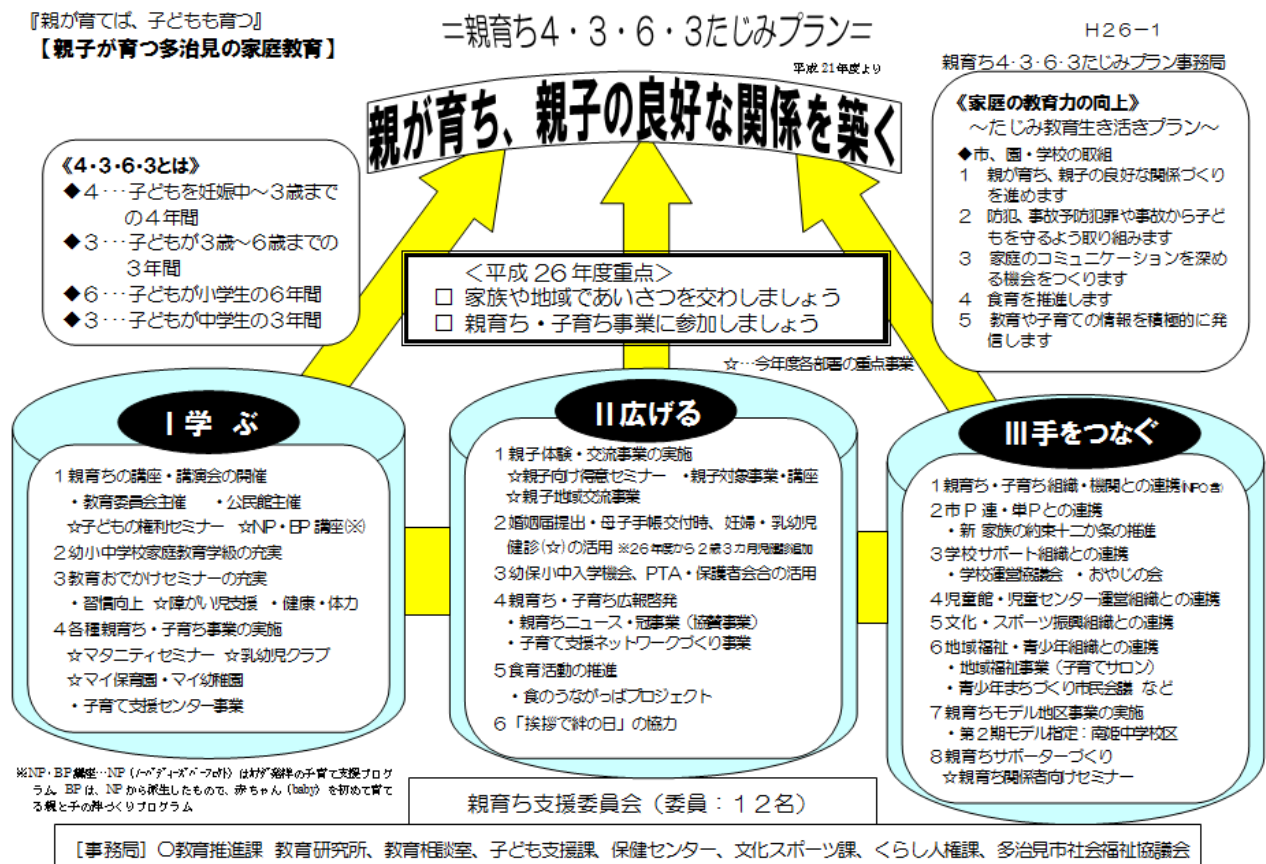 『親が育てば、子どもも育つ』
【親子が育つ多治見の家庭教育】
＝親育ち４・３・６・３たじみプラン＝
平成21年度より
H２６－１
親育ち４・３・６・３たじみプラン事務局
親が育ち、親子の良好な関係を築く
《４・３・６・３とは》
◆４…子どもを妊娠中～３歳まで
の４年間
◆３…子どもが３歳～６歳までの
３年間
◆６…子どもが小学生の６年間
◆３…子どもが中学生の３年間
＜平成26年度重点＞
□ 家族や地域であいさつを交わしましょう
□ 親育ち・子育ち事業に参加しましょう
☆…今年度各部署の重点事業
《家庭の教育力の向上》
～たじみ教育生き活きプラン～
◆市、園・学校の取組
１ 親が育ち、親子の良好な関係づくり
を進めます
２ 防犯、事故予防犯罪や事故から子ど
もを守るよう取り組みます
３ 家庭のコミュニケーションを深め
る機会をつくります
４ 食育を推進します
５ 教育や子育ての情報を積極的に発
信します
Ⅰ学 ぶ
１親育ちの講座・講演会の開催
・教育委員会主催 ・公民館主催
☆子どもの権利セミナー ☆NP・BP講座(※)
２幼小中学校家庭教育学級の充実
３教育おでかけセミナーの充実
・習慣向上 ☆障がい児支援 ・健康・体力
４各種親育ち・子育ち事業の実施
☆マタニティセミナー ☆乳幼児クラブ
☆マイ保育園・マイ幼稚園
・子育て支援センター事業
Ⅱ広げる
１親子体験・交流事業の実施
☆親子向け得意セミナー ・親子対象事業・講座
☆親子地域交流事業
２婚姻届提出・母子手帳交付時、妊婦・乳幼児
健診(☆)の活用 ※26年度から２歳３カ月児健診追加
３幼保小中入学機会、PTA・保護者会合の活用
４親育ち・子育ち広報啓発
・親育ちニュース・冠事業（協賛事業）
・子育て支援ネットワークづくり事業
５食育活動の推進
・食のうながっぱプロジェクト
６「挨拶で絆の日」の協力
Ⅲ手をつなぐ
１親育ち・子育ち組織・機関との連携(NPO含)
２市Ｐ連・単Ｐとの連携
・新 家族の約束十二か条の推進
３学校サポート組織との連携
・学校運営協議会 ・おやじの会
４児童館・児童センター運営組織との連携
５文化・スポーツ振興組織との連携
６地域福祉・青少年組織との連携
・地域福祉事業（子育てサロン）
・青少年まちづくり市民会議 など
７親育ちモデル地区事業の実施
・第２期モデル指定：南姫中学校区
８親育ちサポーターづくり
☆親育ち関係者向けセミナー
※NP・BP講座…NP（ﾉｰﾊﾞﾃﾞｨｰｽﾞﾊﾟｰﾌｪｸﾄ）はｶﾅﾀﾞ発祥の子育て支援プログ
ラム。BPは、NPから派生したもので、赤ちゃん（baby）を初めて育て
る親と子の絆づくりプログラム
親育ち支援委員会（委員：１２名）
［事務局］○教育推進課 教育研究所、教育相談室、子ども支援課、保健センター、文化スポーツ課、くらし人権課、多治見市社会福祉協議会